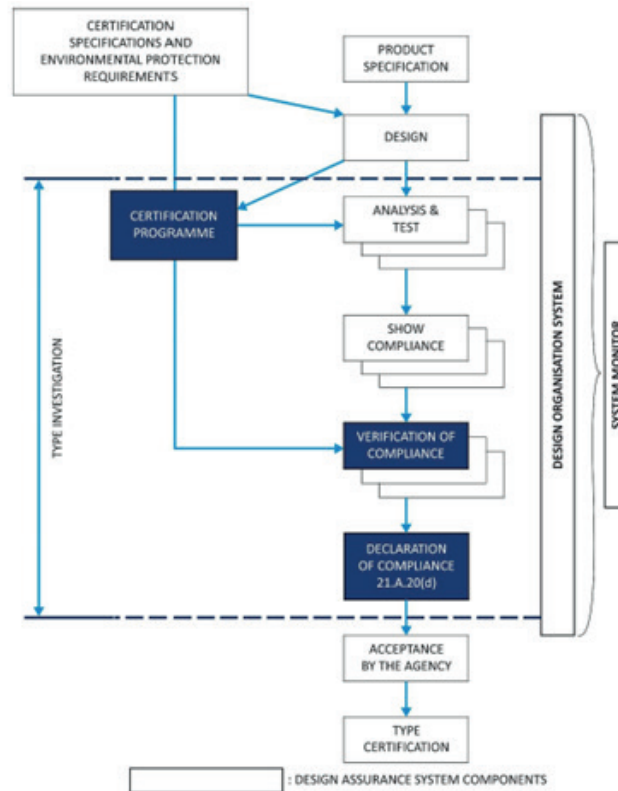 CERTIFICATION
SPECIFICATIONS AND
ENVIRONMENTAL PROTECTION
REQUIREMENTS
PRODUCT
SPECIFICATION
DESIGN
CERTIFICATION
PROGRAMME
ANALYSIS &
TEST
SHOW
COMPLIANCE
VERIFICATION OF
COMPLIANCE
DECLARATION
OF COMPLIANCE
21.A.20(d)
ACCEPTANCE
BY THE AGENCY
TYPE
CERTIFICATION
TYPE INVESTIGATION
DESIGN ORGANISATION SYSTEM
SYSTEM MONITOR
: DESIGN ASSURANCE SYSTEM COMPONENTS